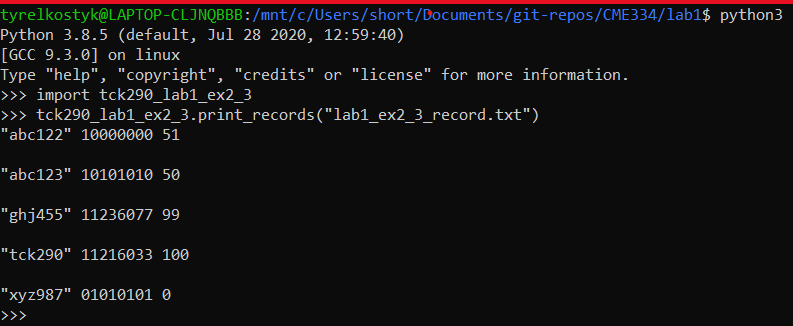 tyrelkostyk@LAPTOP-CLJNQBBB:/mnt/c/Users/short/Documents/git-repos/CME334/lab1$ python3
Python 3.8.5 (default, Jul 28 2020, 12:59:40)
[GCC 9.3.0] on linux
Type "help", "copyright", "credits" or "license" for more information.
>>> import tck290_lab1_ex2_3
>>> tck290_lab1_ex2_3.print_records("lab1_ex2_3_record.txt")
"abc122" 10000000 51
"abc123" 10101010 50
"ghj455" 11236077 99
"tck290" 11216033 100
"xyz987" 01010101 0
>>>